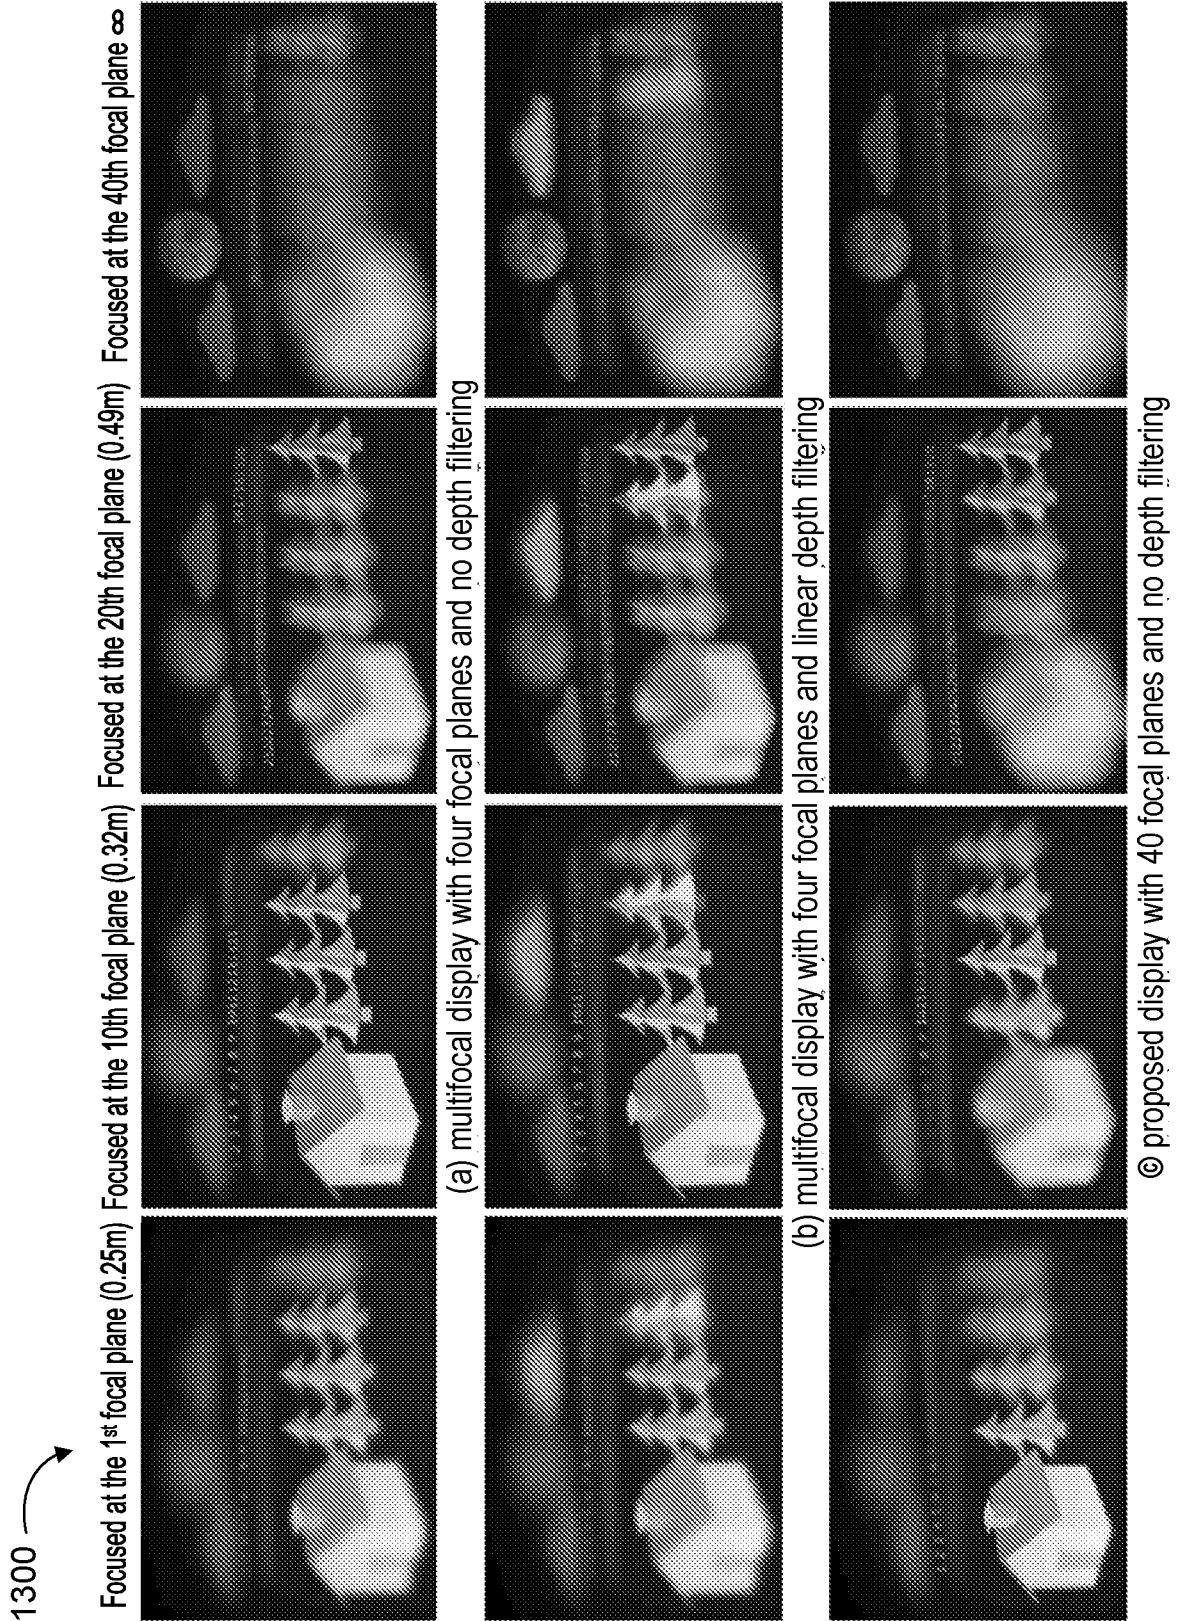 1300
Focused at the 1st focal plane (0.25m)
Focused at the 10th focal plane (0.32m)
Focused at the 20th focal plane (0.49m)
Focused at the 40th focal plane ∞
(a) multifocal display with four focal planes and no depth filtering
(b) multifocal display with four focal planes and linear depth filtering
© proposed display with 40 focal planes and no depth filtering